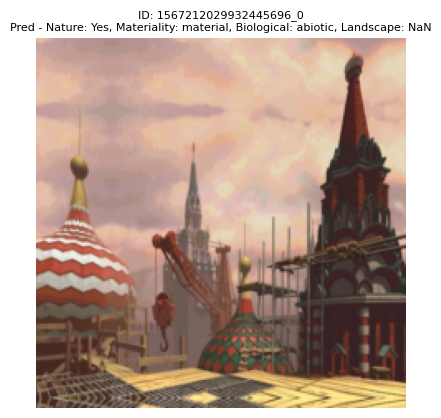 ID: 1567212029932445696_0
Pred - Nature: Yes, Materiality: material, Biological: abiotic, Landscape: NaN